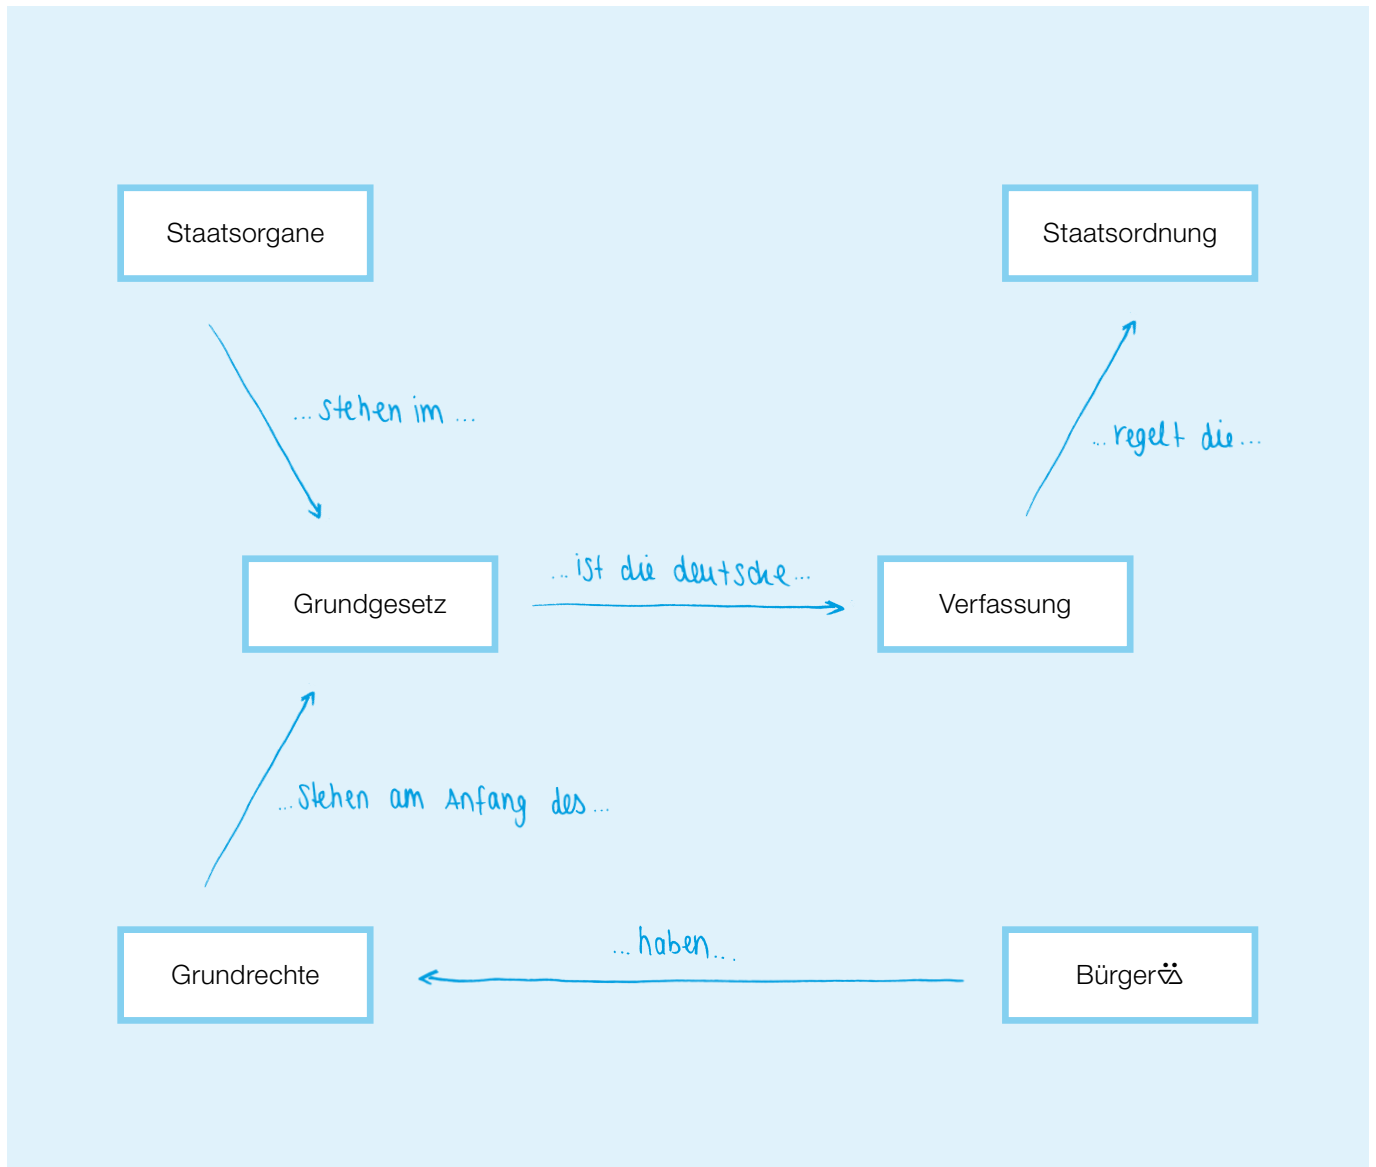 Staatsorgane
Staatsordnung
...stehen im...
...regelt die...
...ist die deutsche...
Grundgesetz
Verfassung
...stehen am Anfang des...
...haben...
Grundrechte
Bürger